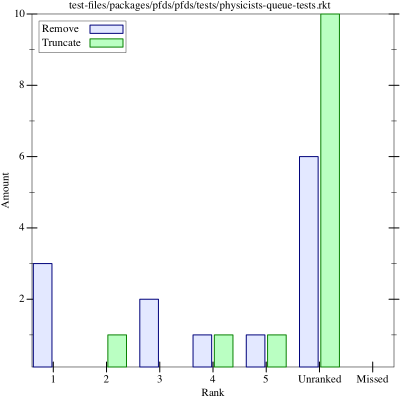 test-files/packages/pfds/pfds/tests/physicists-queue-tests.rkt
Remove
Truncate
10
8
6
4
2
Amount
1 2 3 4 5 Unranked Missed
Rank